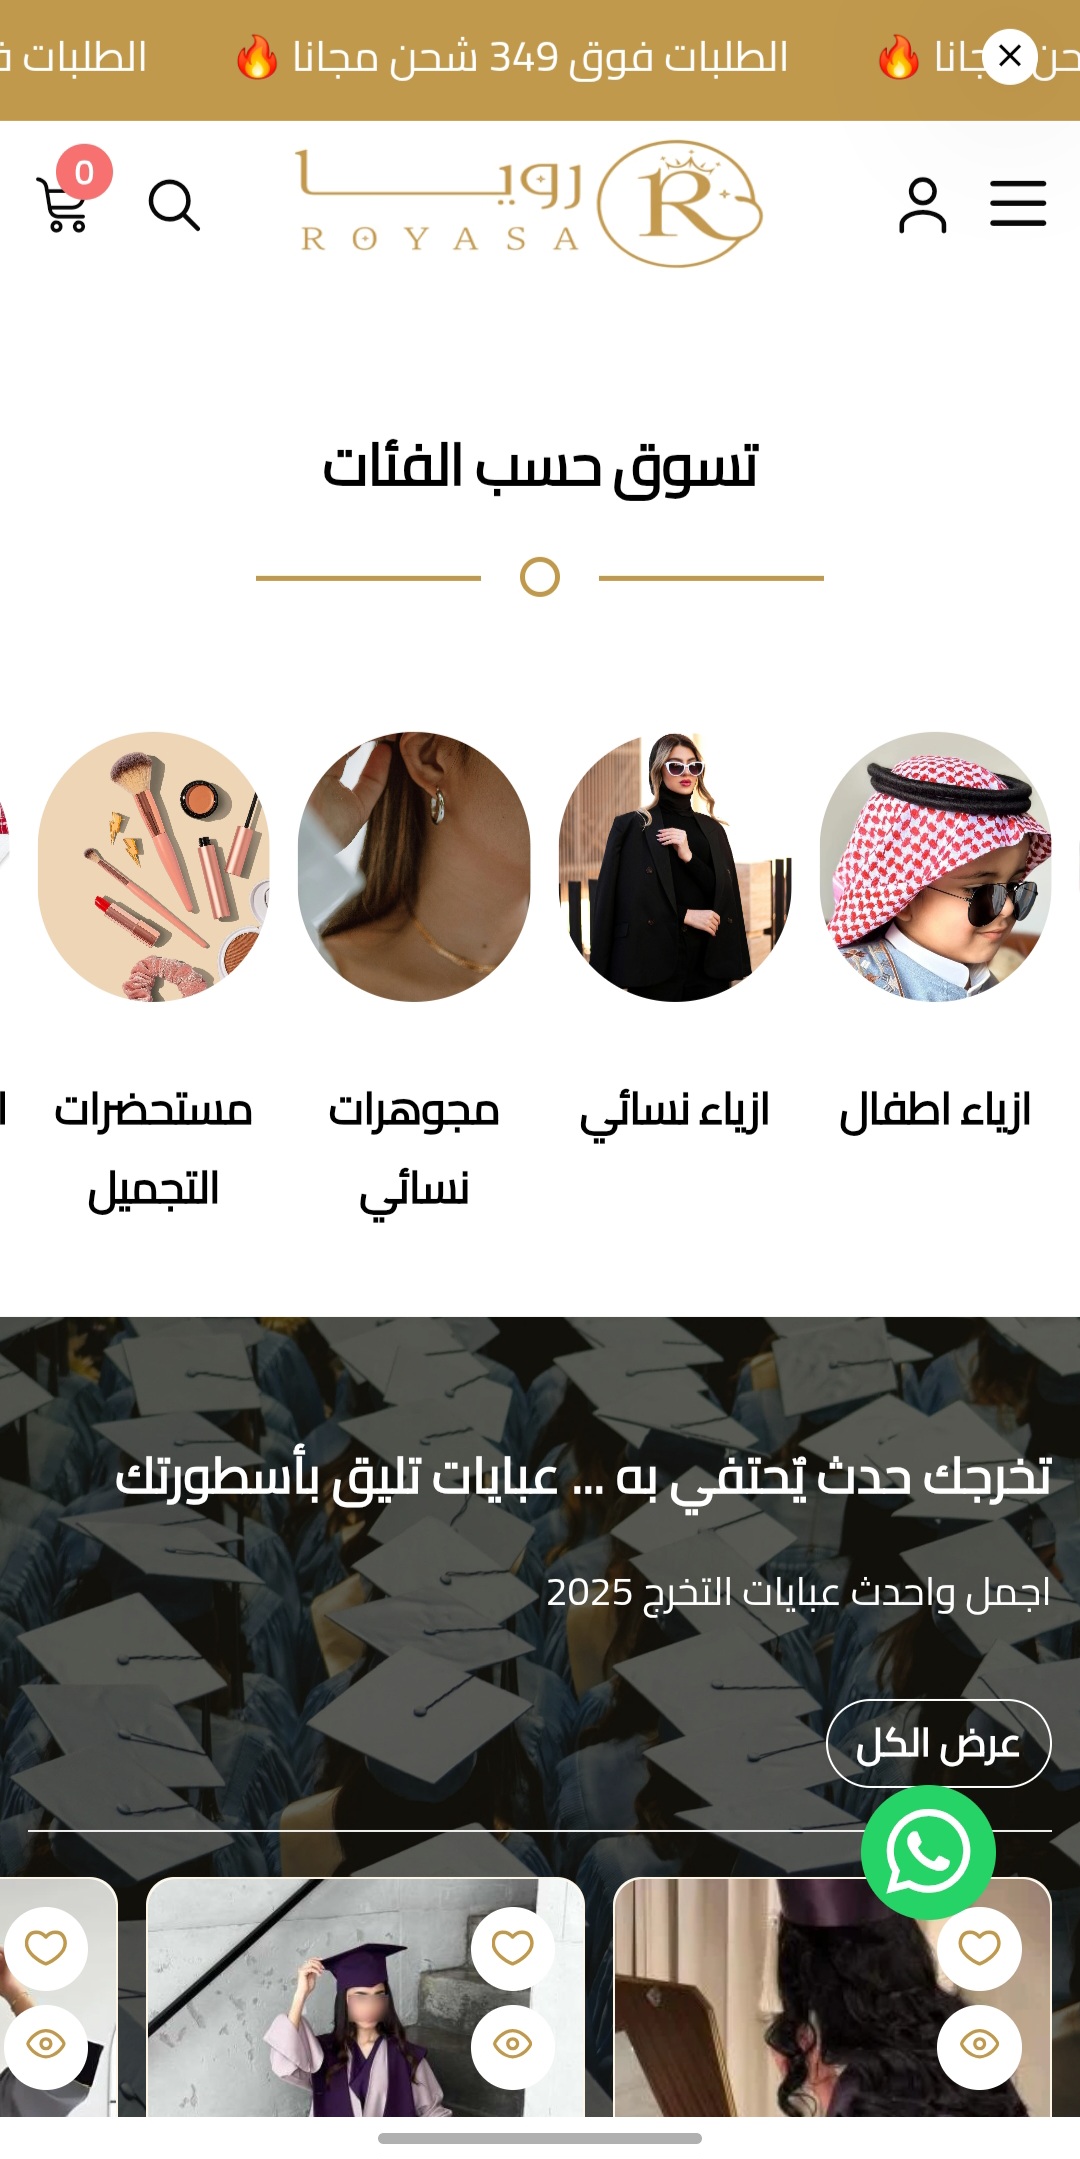 الطلبات فوق 349 شحن مجانا 🔥
0
رويسا
ROYASA
R
تسوق حسب الفئات
ازياء اطفال
ازياء نسائي
مجوهرات
نسائي
مستحضرات
التجميل
تخرجك حدث يُحتفي به ... عبايات تليق بأسطورتك
اجمل واحدث عبايات التخرج 2025
عرض الكل